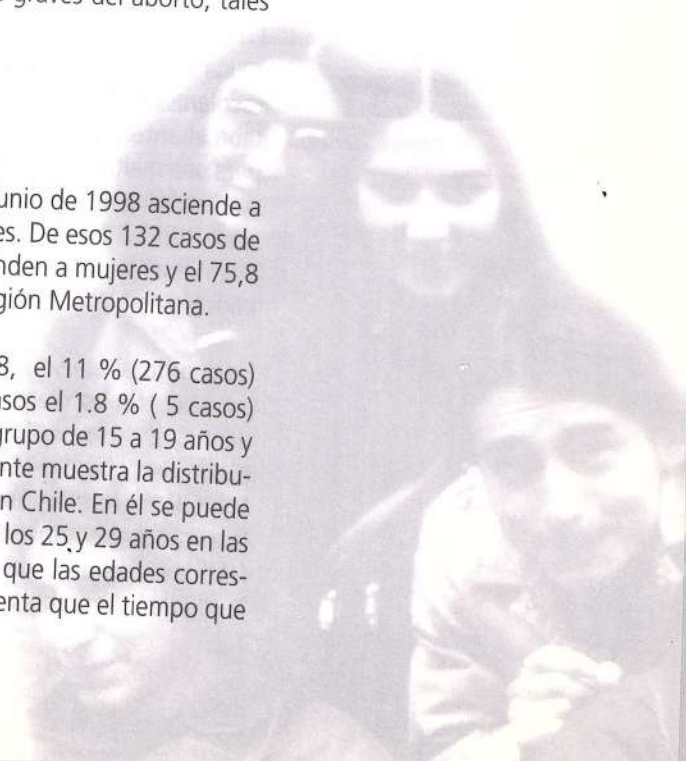 graves del aborto, tales
unio de 1998 asciende a
es. De esos 132 casos de
nden a mujeres y el 75,8
gión Metropolitana.
8, el 11 % (276 casos)
asos el 1.8 % ( 5 casos)
grupo de 15 a 19 años y
nte muestra la distribu-
n Chile. En él se puede
los 25 y 29 años en las
que las edades corres-
enta que el tiempo que